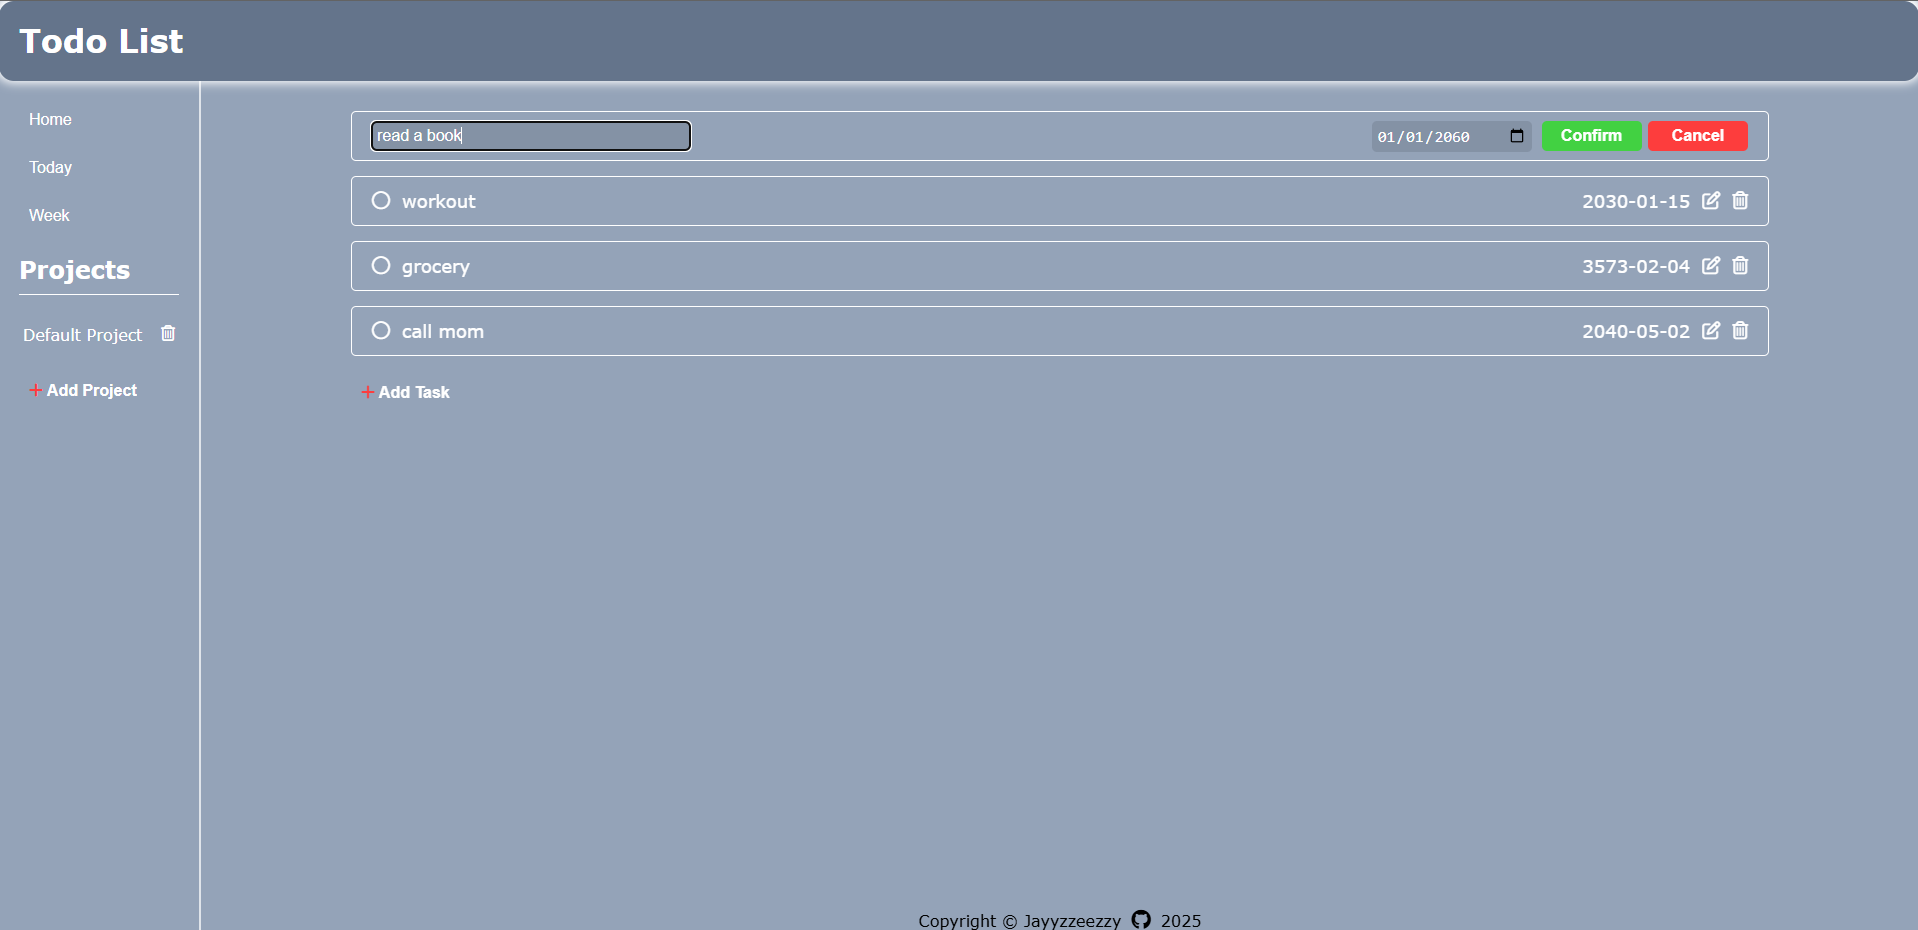 Todo List
Home
Today
Week
Projects
Default Project
Add Project
read a book 01/01/2060 Confirm Cancel
workout 2030-01-15
grocery 3573-02-04
call mom 2040-05-02
Add Task
Copyright © Jayyzzeezzy 2025